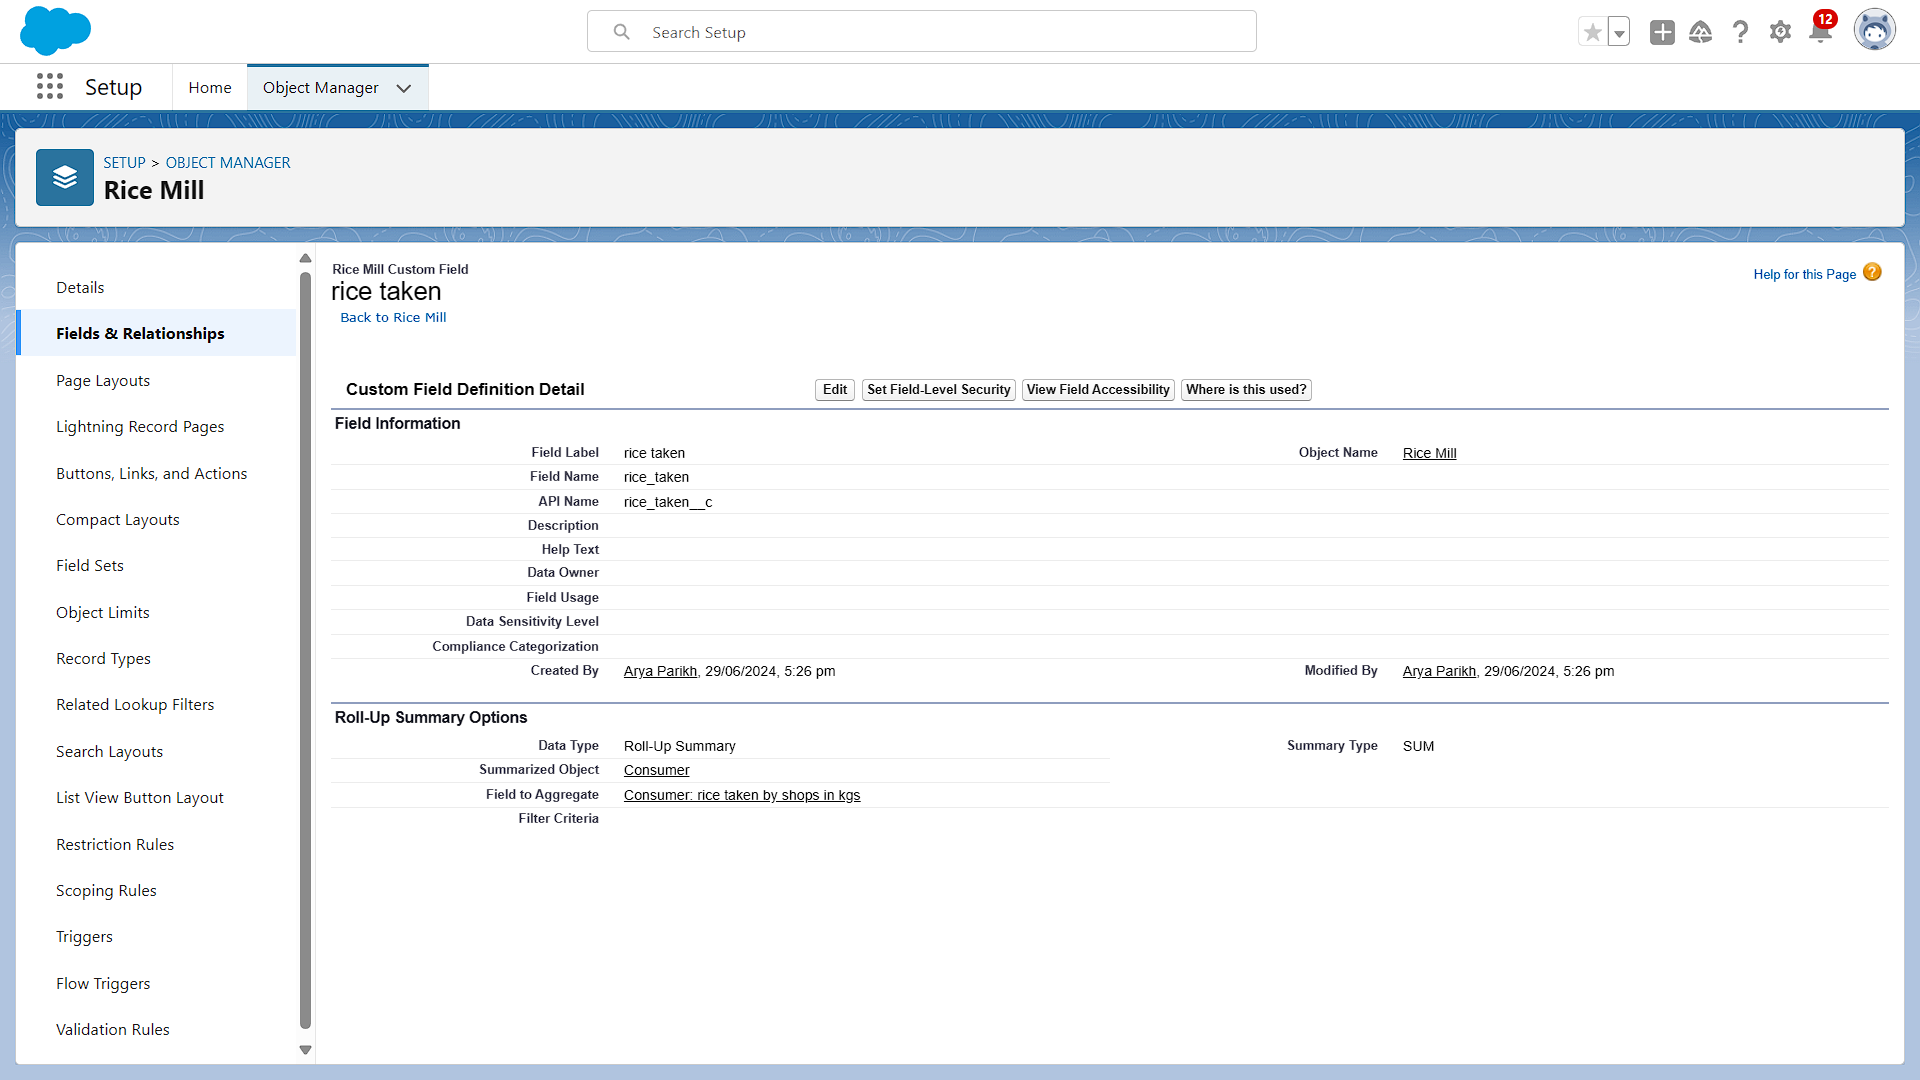 Search Setup
12
Setup
Home
Object Manager
SETUP > OBJECT MANAGER
Rice Mill
Details
Fields & Relationships
Page Layouts
Lightning Record Pages
Buttons, Links, and Actions
Compact Layouts
Field Sets
Object Limits
Record Types
Related Lookup Filters
Search Layouts
List View Button Layout
Restriction Rules
Scoping Rules
Triggers
Flow Triggers
Validation Rules
Rice Mill Custom Field
rice taken
Back to Rice Mill
Help for this Page ?
Custom Field Definition Detail
Edit
Set Field-Level Security
View Field Accessibility
Where is this used?
Field Information
Field Label rice taken Object Name Rice Mill
Field Name rice_taken
API Name rice_taken__c
Description
Help Text
Data Owner
Field Usage
Data Sensitivity Level
Compliance Categorization
Created By Arya Parikh, 29/06/2024, 5:26 pm Modified By Arya Parikh, 29/06/2024, 5:26 pm
Roll-Up Summary Options
Data Type Roll-Up Summary Summary Type SUM
Summarized Object Consumer
Field to Aggregate Consumer: rice taken by shops in kgs
Filter Criteria